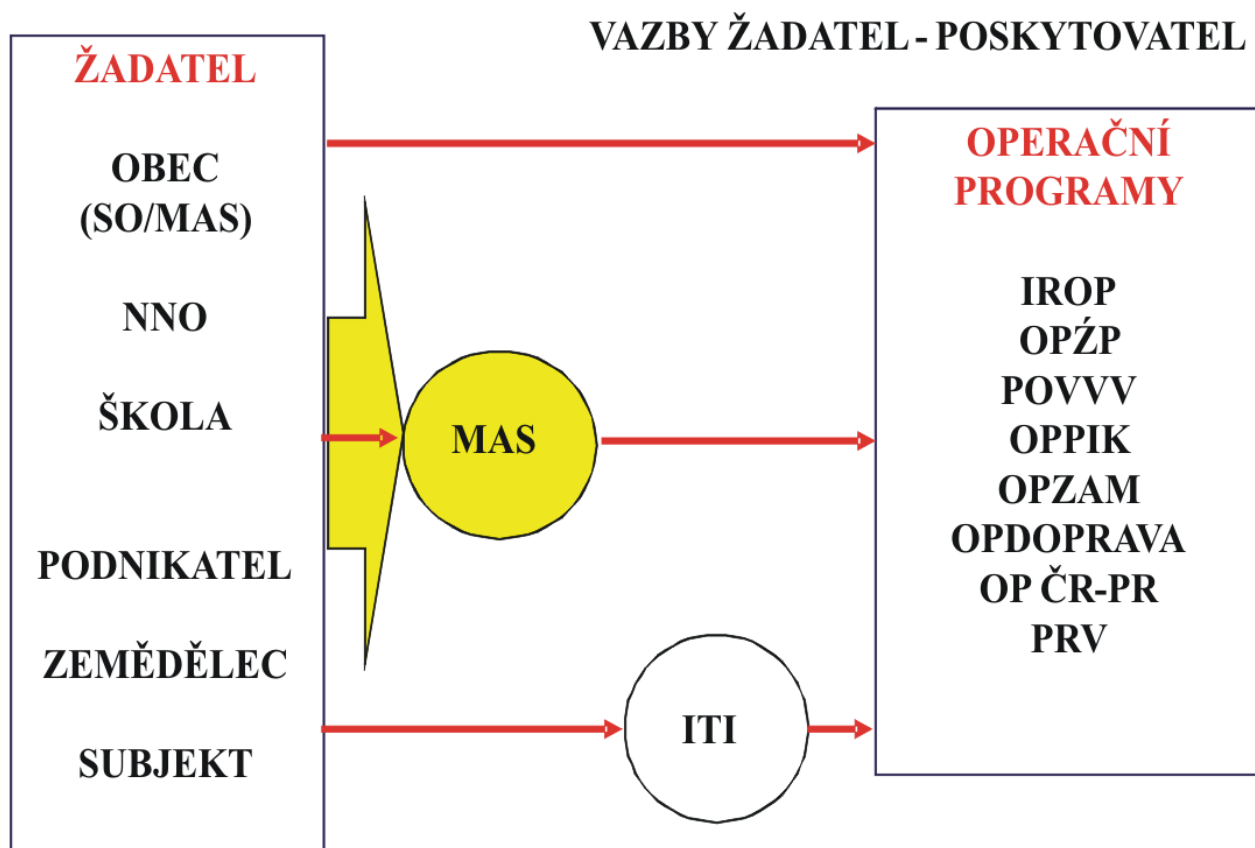 VAZBY ŽADATEL - POSKYTOVATEL
ŽADATEL
OBEC
(SO/MAS)
NNO
ŠKOLA
PODNIKATEL
ZEMĚDĚLEC
SUBJEKT
MAS
ITI
OPERAČNÍ
PROGRAMY
IROP
OPŹP
POVVV
OPPIK
OPZAM
OPDOPRAVA
OP ČR-PR
PRV